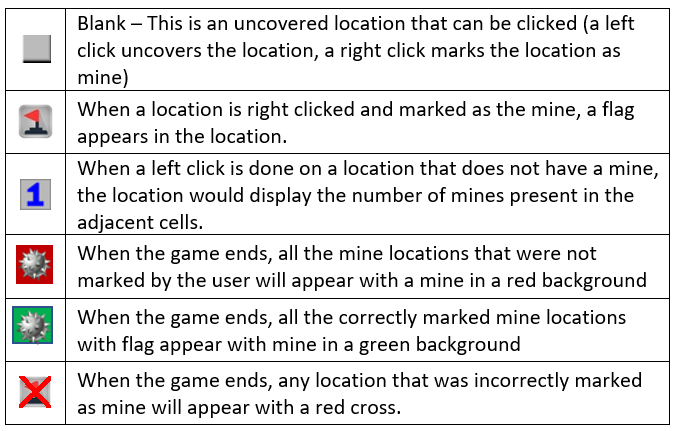 Blank – This is an uncovered location that can be clicked (a left
click uncovers the location, a right click marks the location as
mine)
When a location is right clicked and marked as the mine, a flag
appears in the location.
1
When a left click is done on a location that does not have a mine,
the location would display the number of mines present in the
adjacent cells.
When the game ends, all the mine locations that were not
marked by the user will appear with a mine in a red background
When the game ends, all the correctly marked mine locations
with flag appear with mine in a green background
When the game ends, any location that was incorrectly marked
as mine will appear with a red cross.